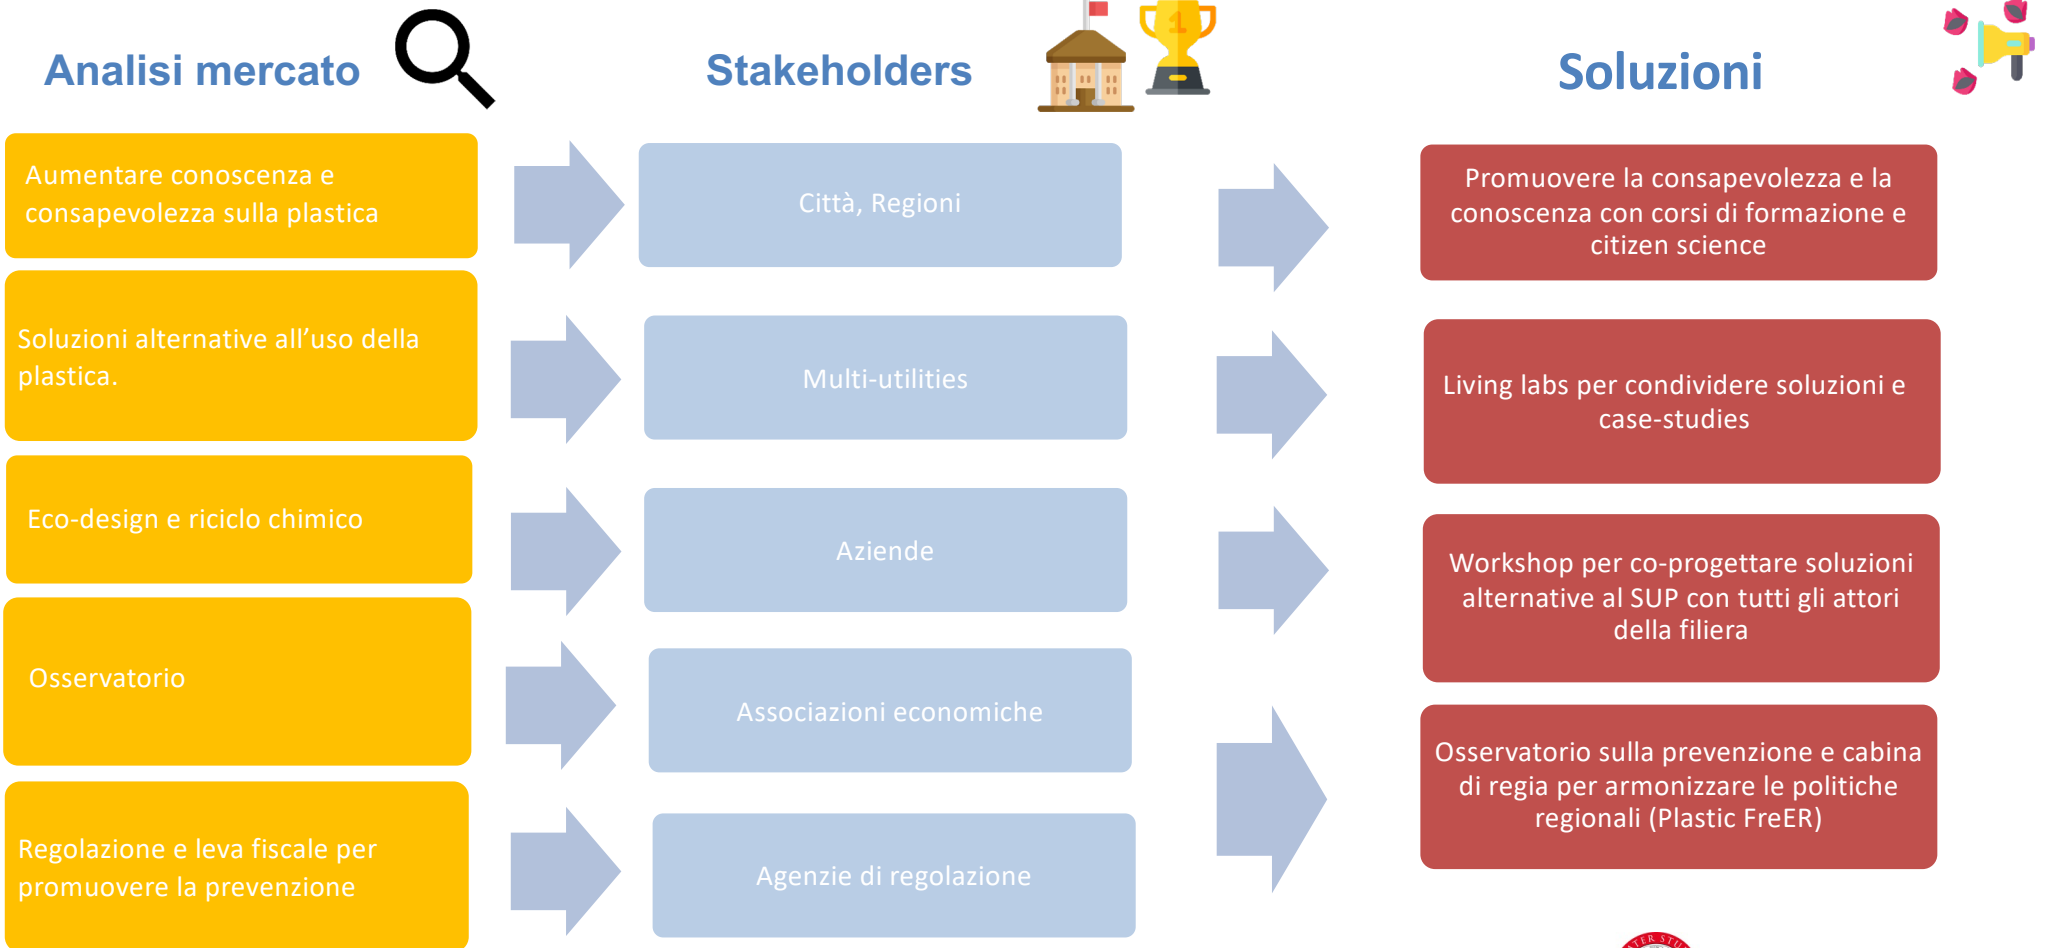 Analisi mercato
Stakeholders
Soluzioni
1
Aumentare conoscenza e
consapevolezza sulla plastica
Città, Regioni
Promuovere la consapevolezza e la
conoscenza con corsi di formazione e
citizen science
Soluzioni alternative all’uso della
plastica.
Multi-utilities
Living labs per condividere soluzioni e
case-studies
Eco-design e riciclo chimico
Aziende
Workshop per co-progettare soluzioni
alternative al SUP con tutti gli attori
della filiera
Osservatorio
Associazioni economiche
Osservatorio sulla prevenzione e cabina
di regia per armonizzare le politiche
regionali (Plastic FreER)
Regolazione e leva fiscale per
promuovere la prevenzione
Agenzie di regolazione